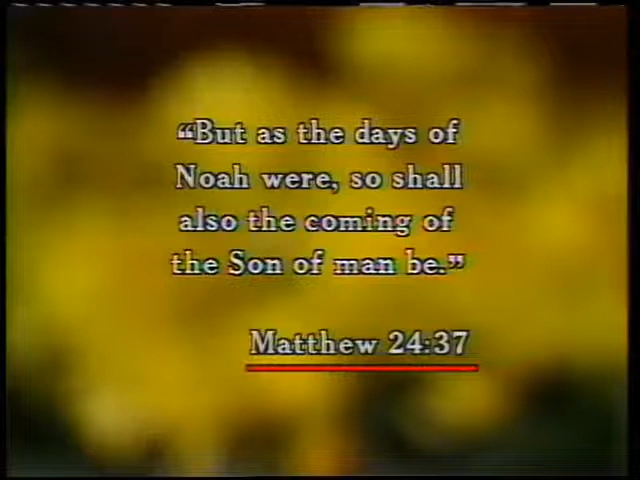 “But as the days of
Noah were, so shall
also the coming of
the Son of man be.”
Matthew 24:37